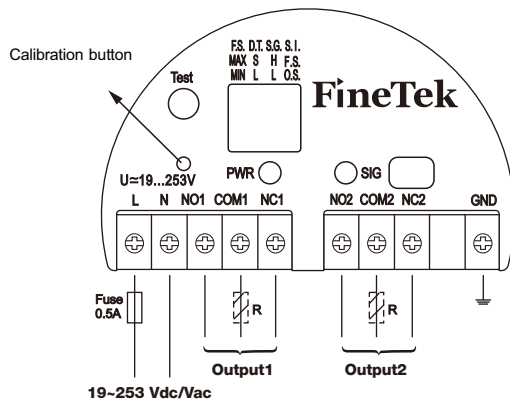 Calibration button
Test
F.S. D.T. S.G. S.I.
MAX S H F.S.
MIN L L O.S.
FineTek
U≃19...253V
PWR
SIG
L N NO1 COM1 NC1
NO2 COM2 NC2
GND
Fuse
0.5A
R
R
Output1
Output2
19~253 Vdc/Vac